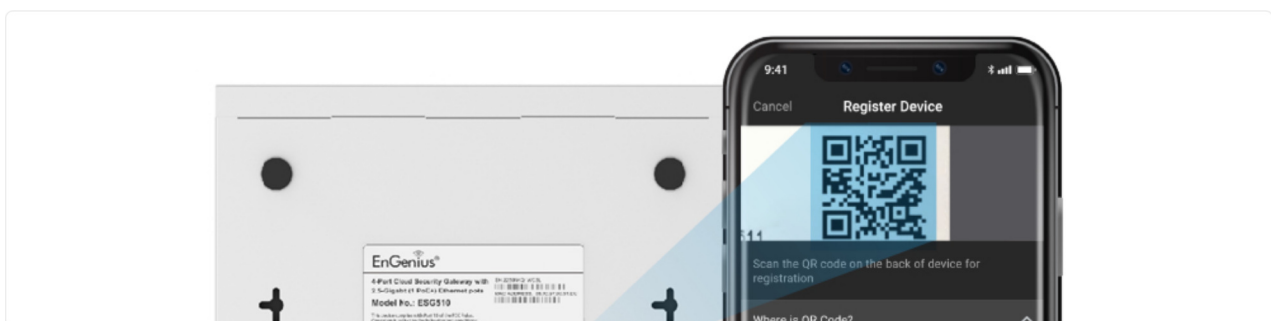 9:41
Cancel
Register Device
511
Scan the QR code on the back of device for
registration
Where is QR Code?
EnGenius®
4-Port Cloud Security Gateway with
2.5-Gigabit (1 PoE+) Ethernet ports
Model No.: ESG510